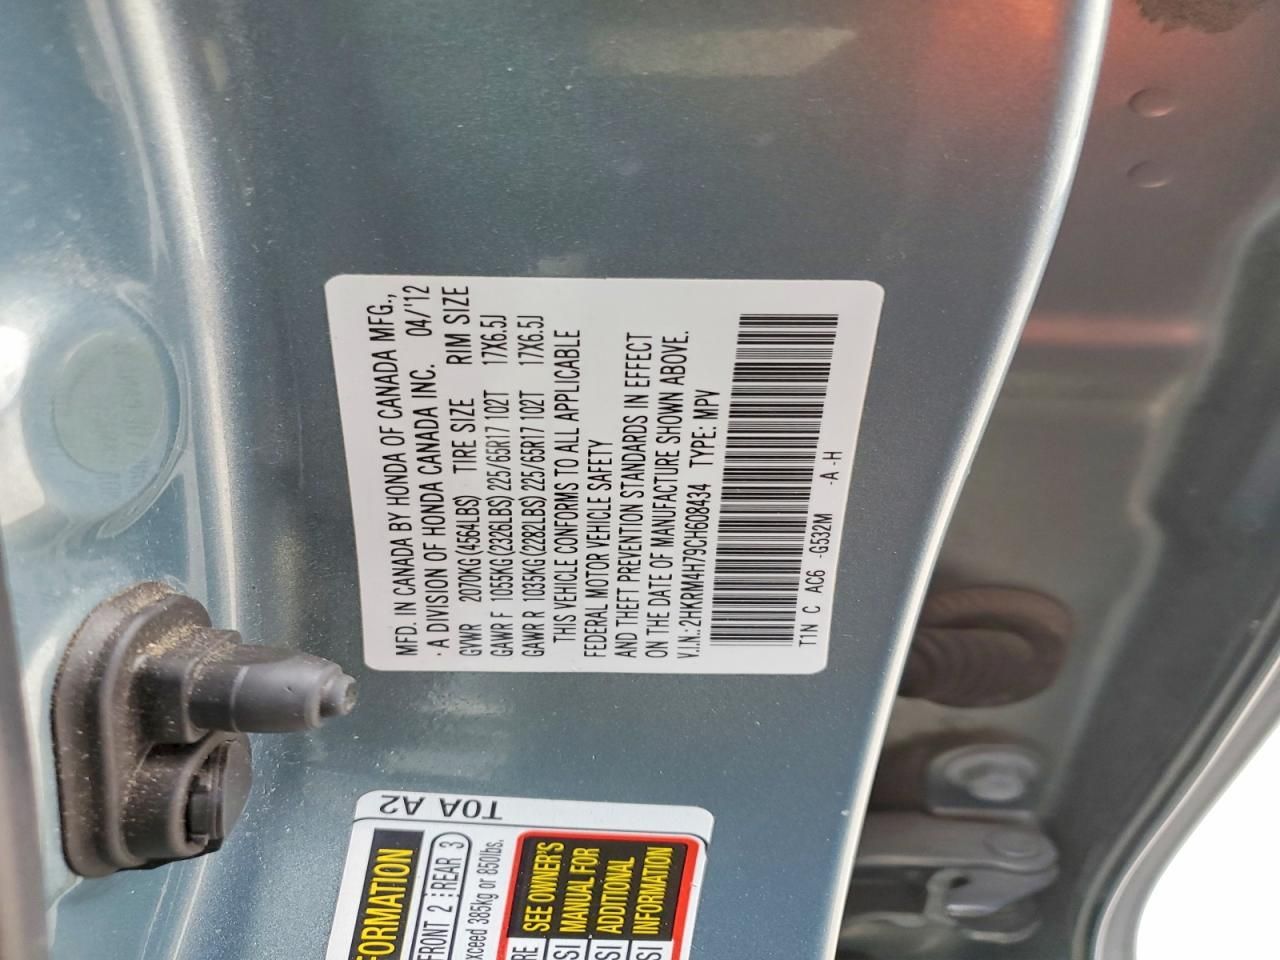 MFD. IN CANADA BY HONDA OF CANADA MFG.,
· A DIVISION OF HONDA CANADA INC. 04/'12
GVWR 2070KG(4564LBS) TIRE SIZE RIM SIZE
GAWR F 1055KG(2326LBS) 225/65R17 102T 17X6.5J
GAWR R 1035KG(2282LBS) 225/65R17 102T 17X6.5J
THIS VEHICLE CONFORMS TO ALL APPLICABLE
FEDERAL MOTOR VEHICLE SAFETY
AND THEFT PREVENTION STANDARDS IN EFFECT
ON THE DATE OF MANUFACTURE SHOWN ABOVE.
V.I.N.: 2HKRM4H79CH608434 TYPE: MPV
T1N C AC6 -G532M -A -H
T0A A2
FRONT 2 REAR 3
385kg or 850lbs.
SEE OWNER'S
MANUAL FOR
ADDITIONAL
INFORMATION